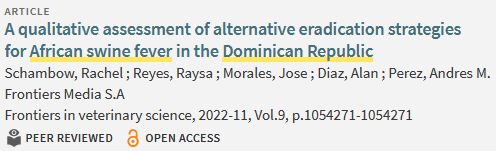 ARTICLE
A qualitative assessment of alternative eradication strategies
for African swine fever in the Dominican Republic
Schambow, Rachel ; Reyes, Raysa ; Morales, Jose ; Diaz, Alan ; Perez, Andres M.
Frontiers Media S.A
Frontiers in veterinary science, 2022-11, Vol.9, p.1054271-1054271
PEER REVIEWED OPEN ACCESS